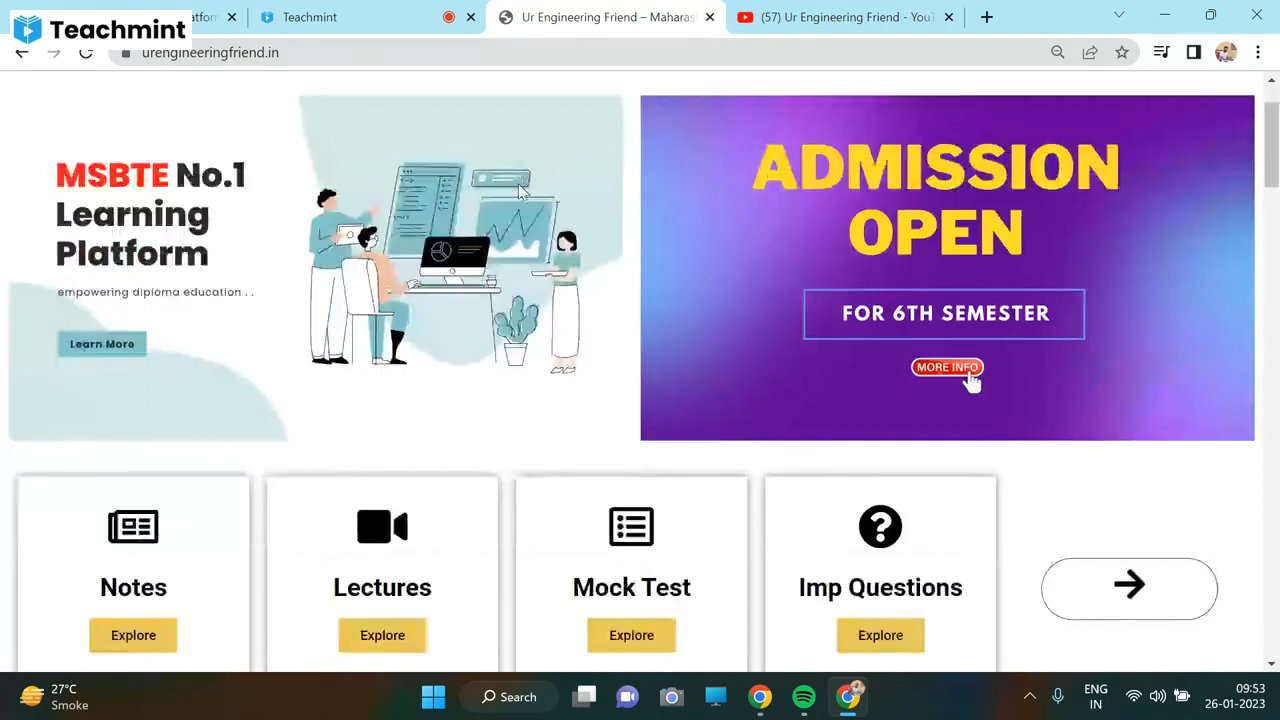 Teachmint
atform
Teachmint
Ur Engineering Friend – Maharas
(57) Ur Engineering Friend - YouT
urengineeringfriend.in
MSBTE No.1
Learning
Platform
empowering diploma education . .
Learn More
ADMISSION
OPEN
FOR 6TH SEMESTER
MORE INFO
Notes
Lectures
Mock Test
Imp Questions
Explore
Explore
Explore
Explore
27°C
Smoke
Search
ENG
IN
09:53
26-01-2023